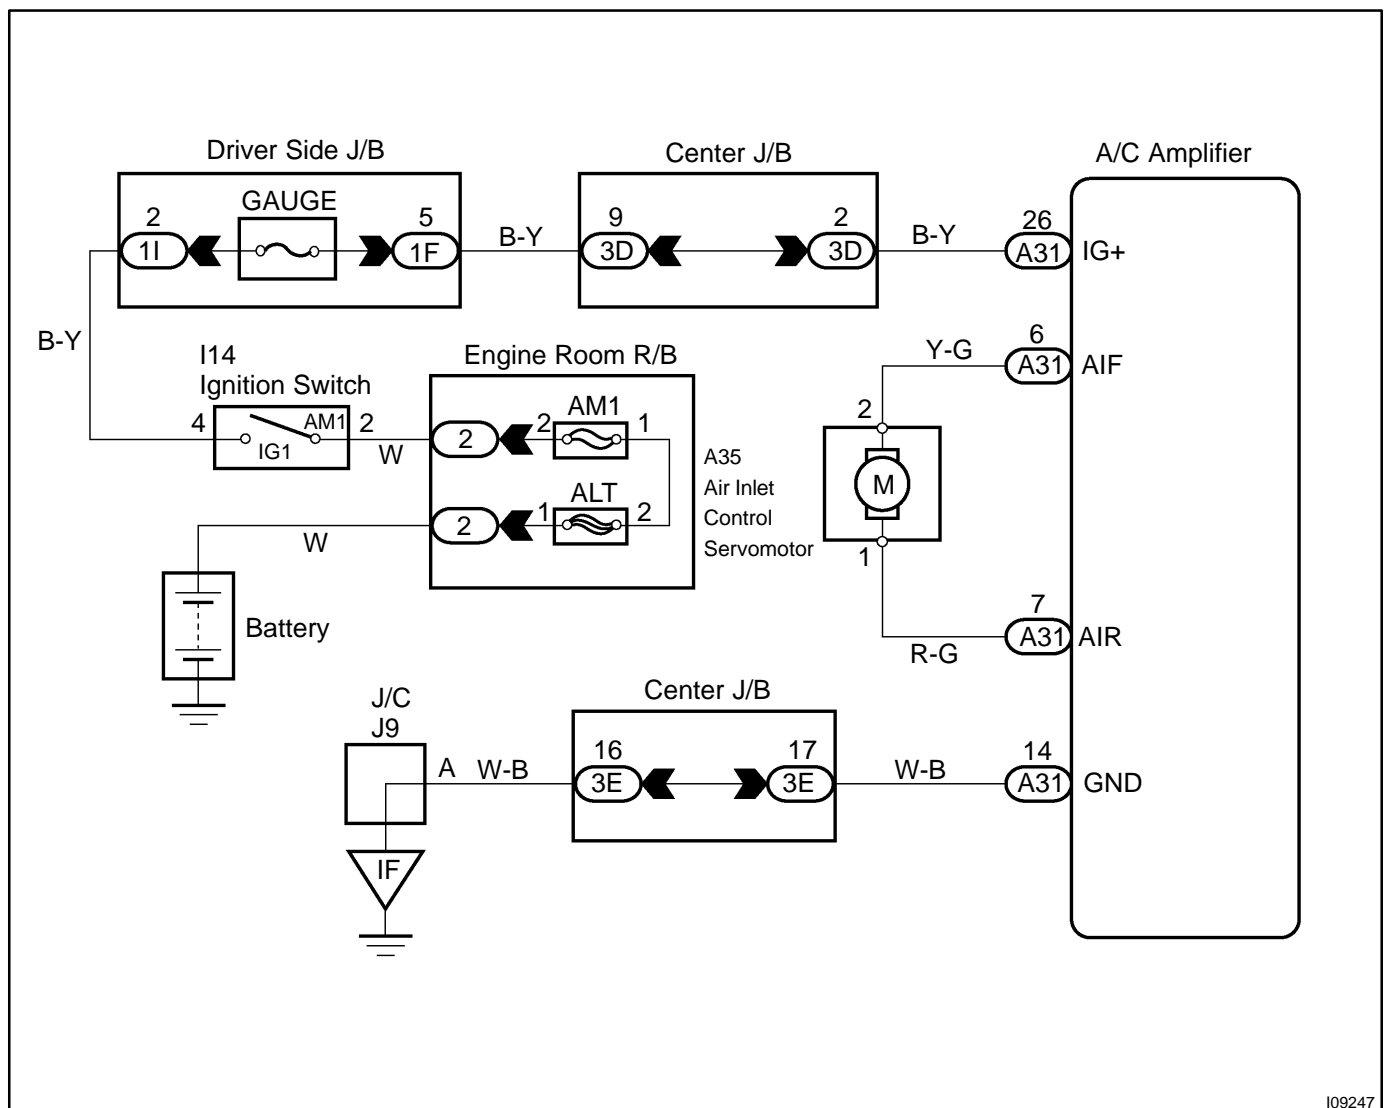 Driver Side J/B
Center J/B
A/C Amplifier
GAUGE
2
5
9
2
26
1I
1F
B-Y
3D
3D
B-Y
A31
IG+
B-Y
I14
Ignition Switch
Engine Room R/B
Y-G
6
A31
AIF
4
AM1
IG1
2
W
2
2
AM1
1
A35
Air Inlet
Control
Servomotor
2
M
1
W
2
1
ALT
2
Battery
7
A31
AIR
R-G
J/C
J9
Center J/B
A
W-B
16
3E
17
3E
W-B
14
A31
GND
IF
I09247